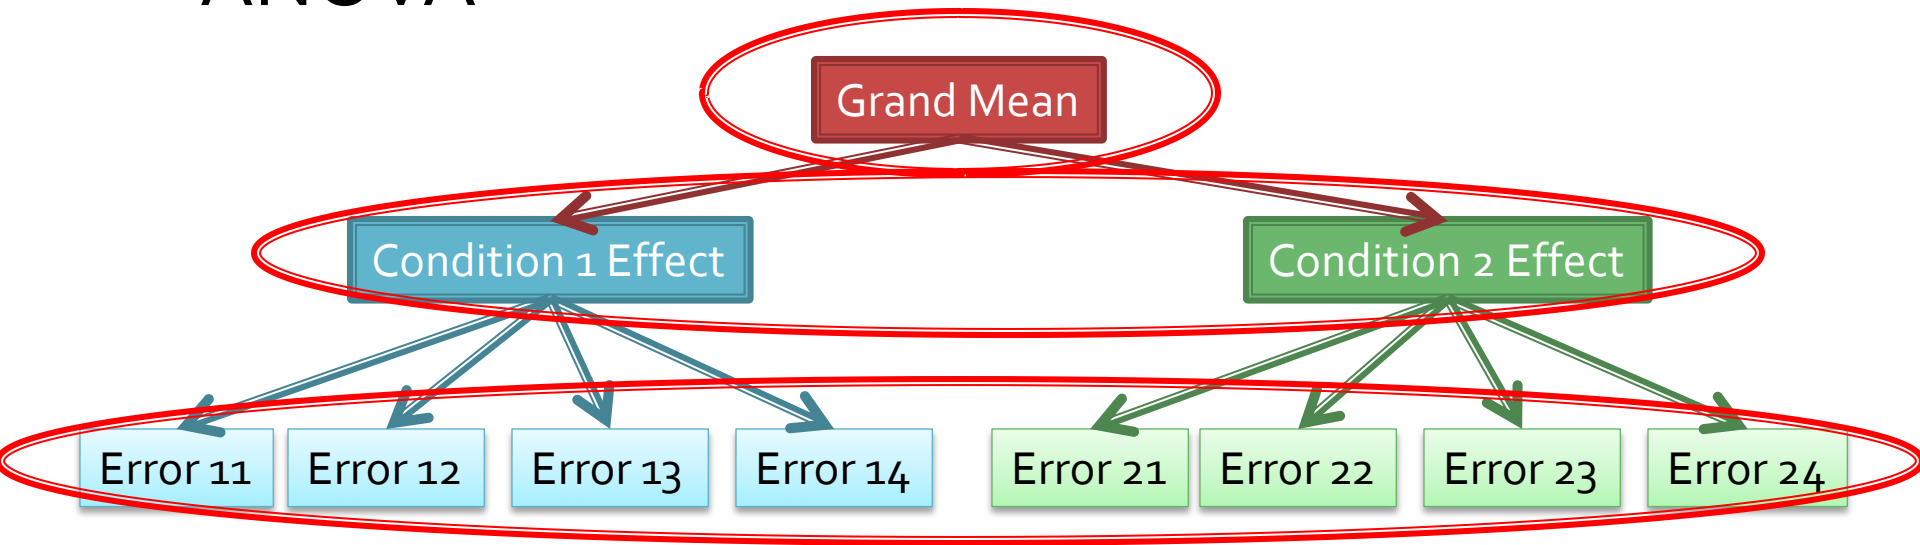 ANOVA
Grand Mean
Condition 1 Effect
Condition 2 Effect
Error 11
Error 12
Error 13
Error 14
Error 21
Error 22
Error 23
Error 24